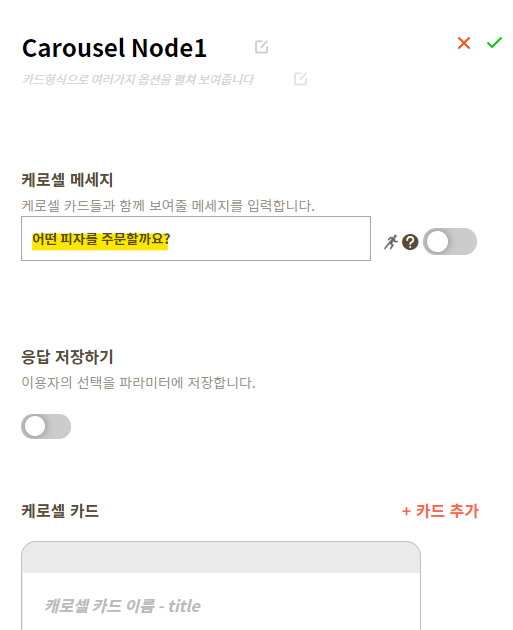 Carousel Node1
카드형식으로 여러가지 옵션을 펼쳐 보여줍니다
케로셀 메세지
케로셀 카드들과 함께 보여줄 메세지를 입력합니다.
어떤 피자를 주문할까요?
?
응답 저장하기
이용자의 선택을 파라미터에 저장합니다.
케로셀 카드
+ 카드 추가
캐로셀 카드 이름 - title